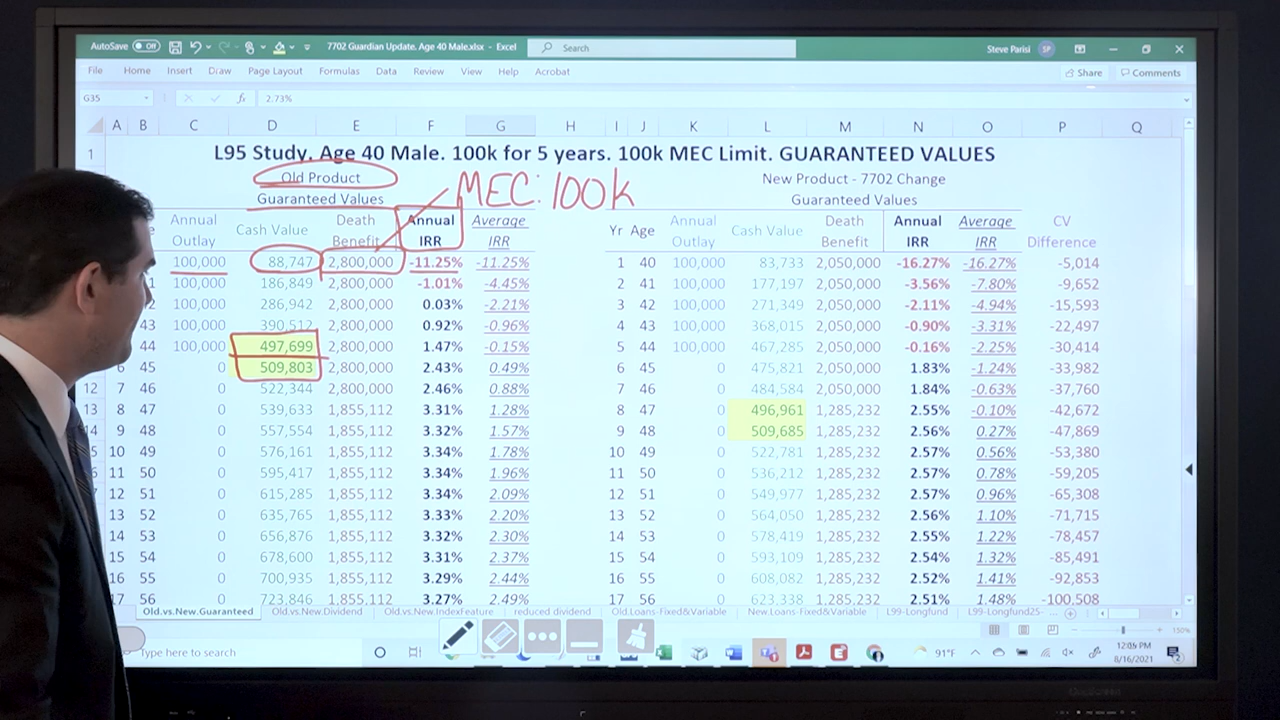 AutoSave Off 7702 Guardian Update. Age 40 Male.xlsx - Excel Search Steve Parisi SP
File Home Insert Draw Page Layout Formulas Data Review View Help Acrobat Share Comments
G35 fx 2.73%
A B C D E F G H I J K L M N O P Q
1 L95 Study. Age 40 Male. 100k for 5 years. 100k MEC Limit. GUARANTEED VALUES
Old Product New Product - 7702 Change
MEC: 100k
Guaranteed Values Guaranteed Values
Annual Outlay Cash Value Death Benefit Annual IRR Average IRR Yr Age Annual Outlay Cash Value Death Benefit Annual IRR Average IRR CV Difference
100,000 88,747 2,800,000 -11.25% -11.25% 1 40 100,000 83,733 2,050,000 -16.27% -16.27% -5,014
1 100,000 186,849 2,800,000 -1.01% -4.45% 2 41 100,000 177,197 2,050,000 -3.56% -7.80% -9,652
2 100,000 286,942 2,800,000 0.03% -2.21% 3 42 100,000 271,349 2,050,000 -2.11% -4.94% -15,593
43 100,000 390,512 2,800,000 0.92% -0.96% 4 43 100,000 368,015 2,050,000 -0.90% -3.31% -22,497
44 100,000 497,699 2,800,000 1.47% -0.15% 5 44 100,000 467,285 2,050,000 -0.16% -2.25% -30,414
6 45 0 509,803 2,800,000 2.43% 0.49% 6 45 0 475,821 2,050,000 1.83% -1.24% -33,982
12 7 46 0 522,344 2,800,000 2.46% 0.88% 7 46 0 484,584 2,050,000 1.84% -0.63% -37,760
13 8 47 0 539,633 1,855,112 3.31% 1.28% 8 47 0 496,961 1,285,232 2.55% -0.10% -42,672
14 9 48 0 557,554 1,855,112 3.32% 1.57% 9 48 0 509,685 1,285,232 2.56% 0.27% -47,869
5 10 49 0 576,161 1,855,112 3.34% 1.78% 10 49 0 522,781 1,285,232 2.57% 0.56% -53,380
6 11 50 0 595,417 1,855,112 3.34% 1.96% 11 50 0 536,212 1,285,232 2.57% 0.78% -59,205
12 51 0 615,285 1,855,112 3.34% 2.09% 12 51 0 549,977 1,285,232 2.57% 0.96% -65,308
13 52 0 635,765 1,855,112 3.33% 2.20% 13 52 0 564,050 1,285,232 2.56% 1.10% -71,715
14 53 0 656,876 1,855,112 3.32% 2.30% 14 53 0 578,419 1,285,232 2.55% 1.22% -78,457
15 54 0 678,600 1,855,112 3.31% 2.37% 15 54 0 593,109 1,285,232 2.54% 1.32% -85,491
16 55 0 700,935 1,855,112 3.29% 2.44% 16 55 0 608,082 1,285,232 2.52% 1.41% -92,853
17 56 0 723,846 1,855,112 3.27% 2.49% 17 56 0 623,338 1,285,232 2.51% 1.48% -100,508
Old.vs.New.Guaranteed Old.vs.New.Dividend Old.vs.New.IndexFeature reduced dividend Old.Loans-Fixed&Variable New.Loans-Fixed&Variable L99-Longfund L99-Longfund25- ...
150%
Type here to search 91°F 12:05 PM
8/16/2021 2